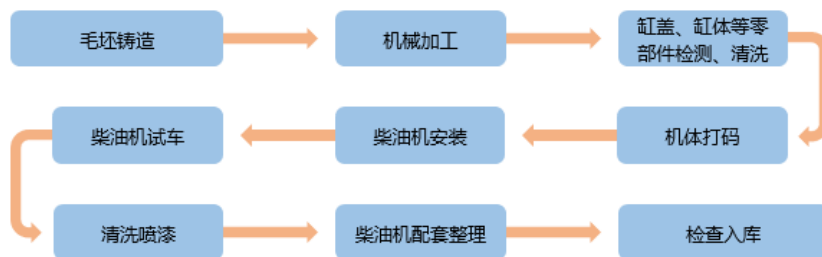 毛坯铸造
机械加工
缸盖、缸体等零
部件检测、清洗
机体打码
柴油机安装
柴油机试车
清洗喷漆
柴油机配套整理
检查入库